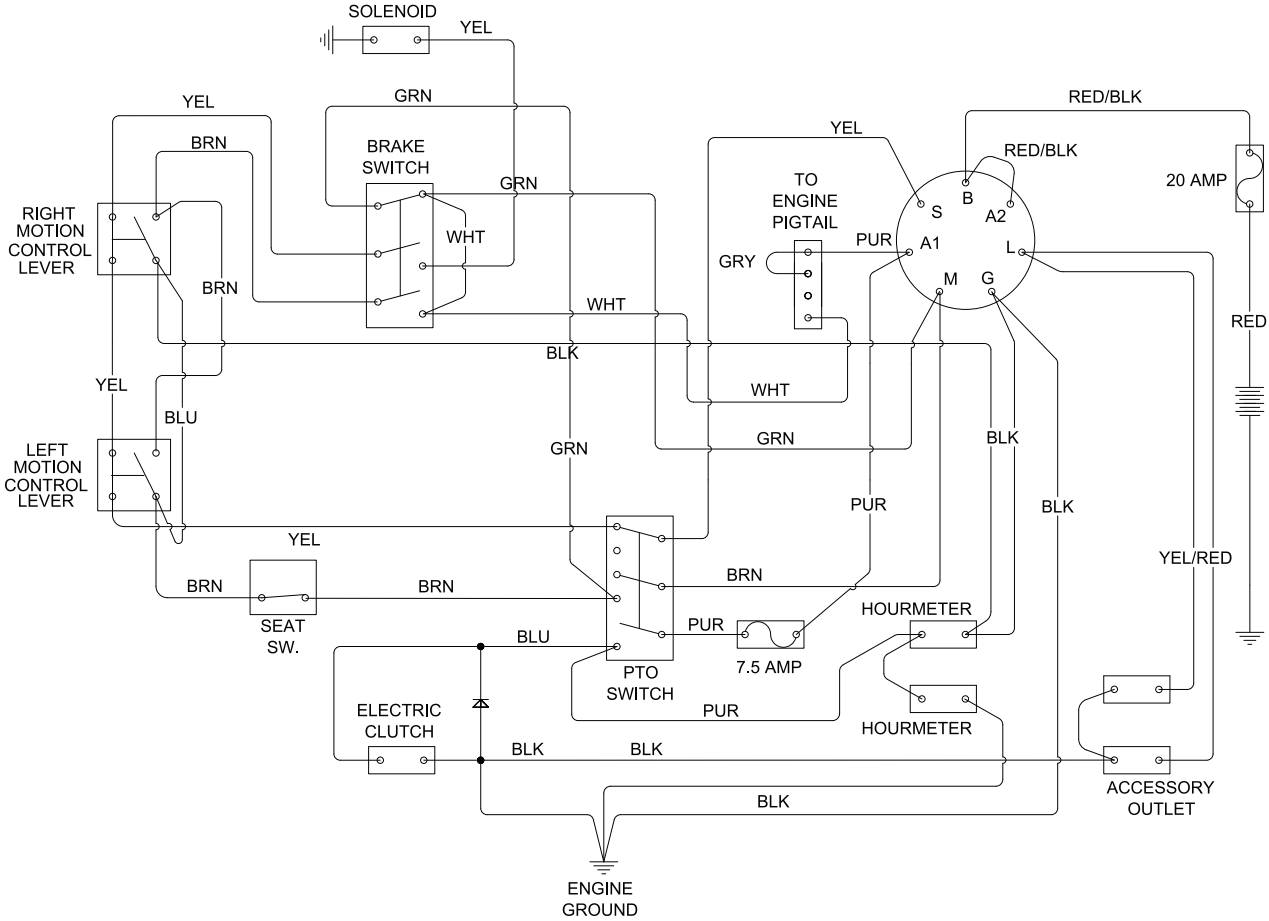 SOLENOID
YEL
GRN
YEL
BRN
BRAKE
SWITCH
GRN
WHT
RIGHT
MOTION
CONTROL
LEVER
BRN
WHT
BLK
YEL
BLU
LEFT
MOTION
CONTROL
LEVER
GRN
YEL
BRN
SEAT
SW.
BRN
BLU
ELECTRIC
CLUTCH
BLK
BLK
RED/BLK
YEL
RED/BLK
20 AMP
TO
ENGINE
PIGTAIL
S
B
A2
PUR
A1
L
GRY
M
G
RED
WHT
GRN
BLK
PUR
BLK
YEL/RED
BRN
HOURMETER
PUR
7.5 AMP
PTO
SWITCH
PUR
HOURMETER
BLK
ACCESSORY
OUTLET
ENGINE
GROUND